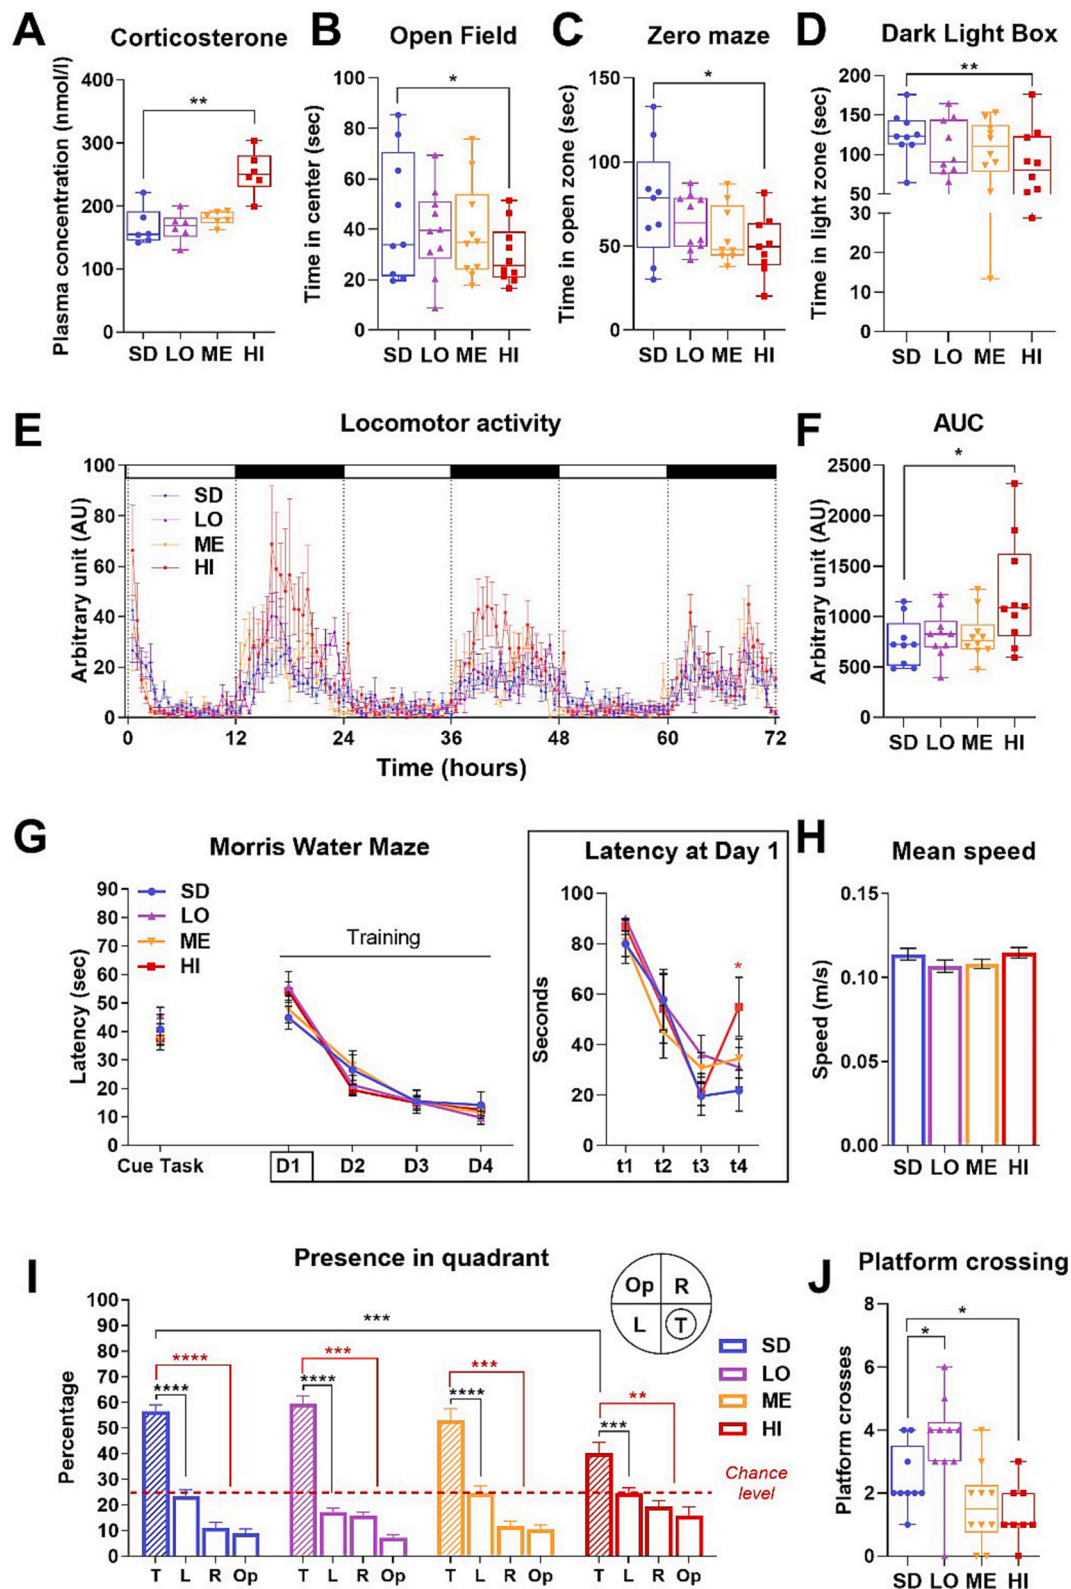 A
Corticosterone
Plasma concentration (nmol/l)
400
300
200
100
0
**
SD LO ME HI
B
Open Field
Time in center (sec)
100
80
60
40
20
0
*
SD LO ME HI
C
Zero maze
Time in open zone (sec)
150
100
50
0
*
SD LO ME HI
D
Dark Light Box
Time in light zone (sec)
200
150
100
50
30
20
10
0
**
SD LO ME HI
E
Locomotor activity
Arbitrary unit (AU)
100
80
60
40
20
0
SD
LO
ME
HI
0 12 24 36 48 60 72
Time (hours)
F
AUC
Arbitrary unit (AU)
2500
2000
1500
1000
500
0
*
SD LO ME HI
G
Morris Water Maze
Latency (sec)
90
80
70
60
50
40
30
20
10
0
SD
LO
ME
HI
Training
Cue Task D1 D2 D3 D4
Latency at Day 1
Seconds
100
80
60
40
20
0
*
t1 t2 t3 t4
H
Mean speed
Speed (m/s)
0.15
0.10
0.05
0.00
SD LO ME HI
I
Presence in quadrant
Percentage
100
90
80
70
60
50
40
30
20
10
0
***
**** *** *** **
**** **** **** ***
T L R Op T L R Op T L R Op T L R Op
Op R
L T
SD
LO
ME
HI
Chance
level
J
Platform crossing
Platform crosses
8
6
4
2
0
*
*
SD LO ME HI